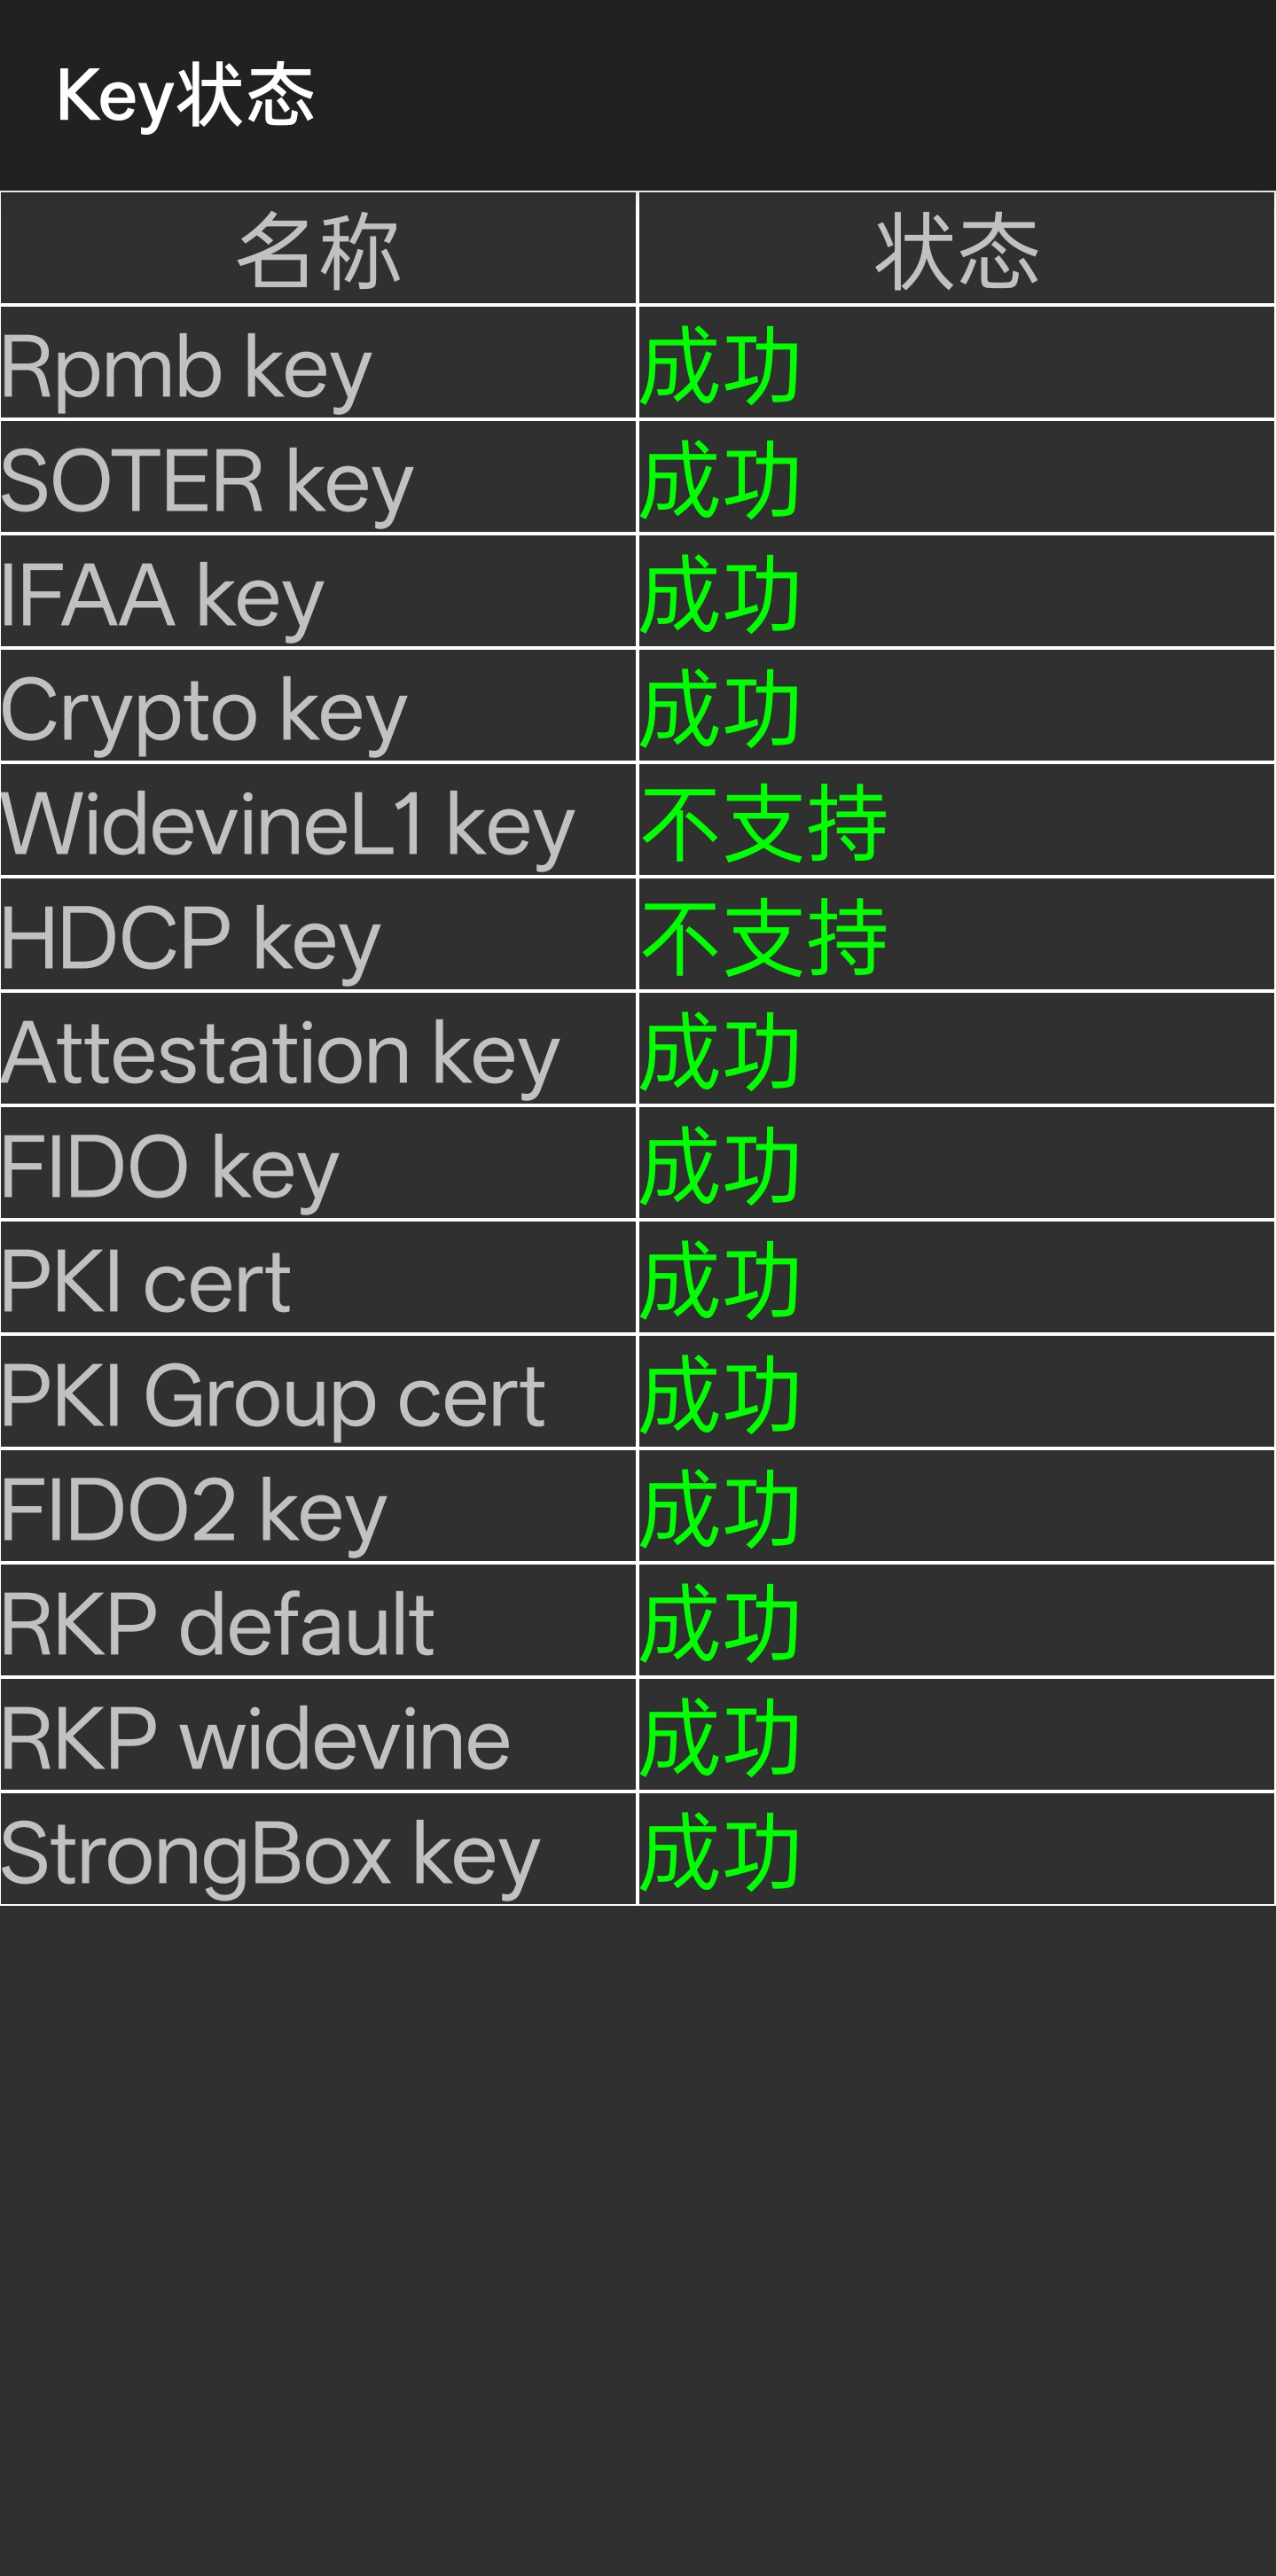 Key状态
名称 状态
Rpmb key 成功
SOTER key 成功
IFAA key 成功
Crypto key 成功
WidevineL1 key 不支持
HDCP key 不支持
Attestation key 成功
FIDO key 成功
PKI cert 成功
PKI Group cert 成功
FIDO2 key 成功
RKP default 成功
RKP widevine 成功
StrongBox key 成功